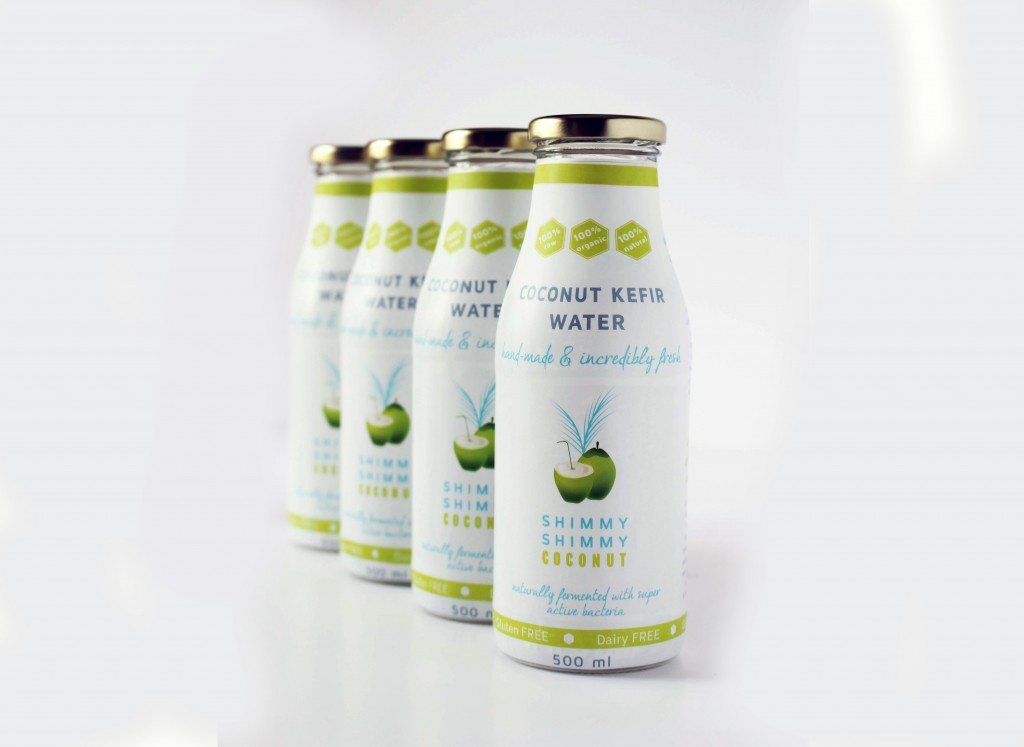 100% raw
100% organic
100% natural
COCONUT KEFIR
WATER
hand-made & incredibly fresh
SHIMMY
SHIMMY
COCONUT
naturally fermented with super
active bacteria
Gluten FREE
Dairy FREE
500 ml